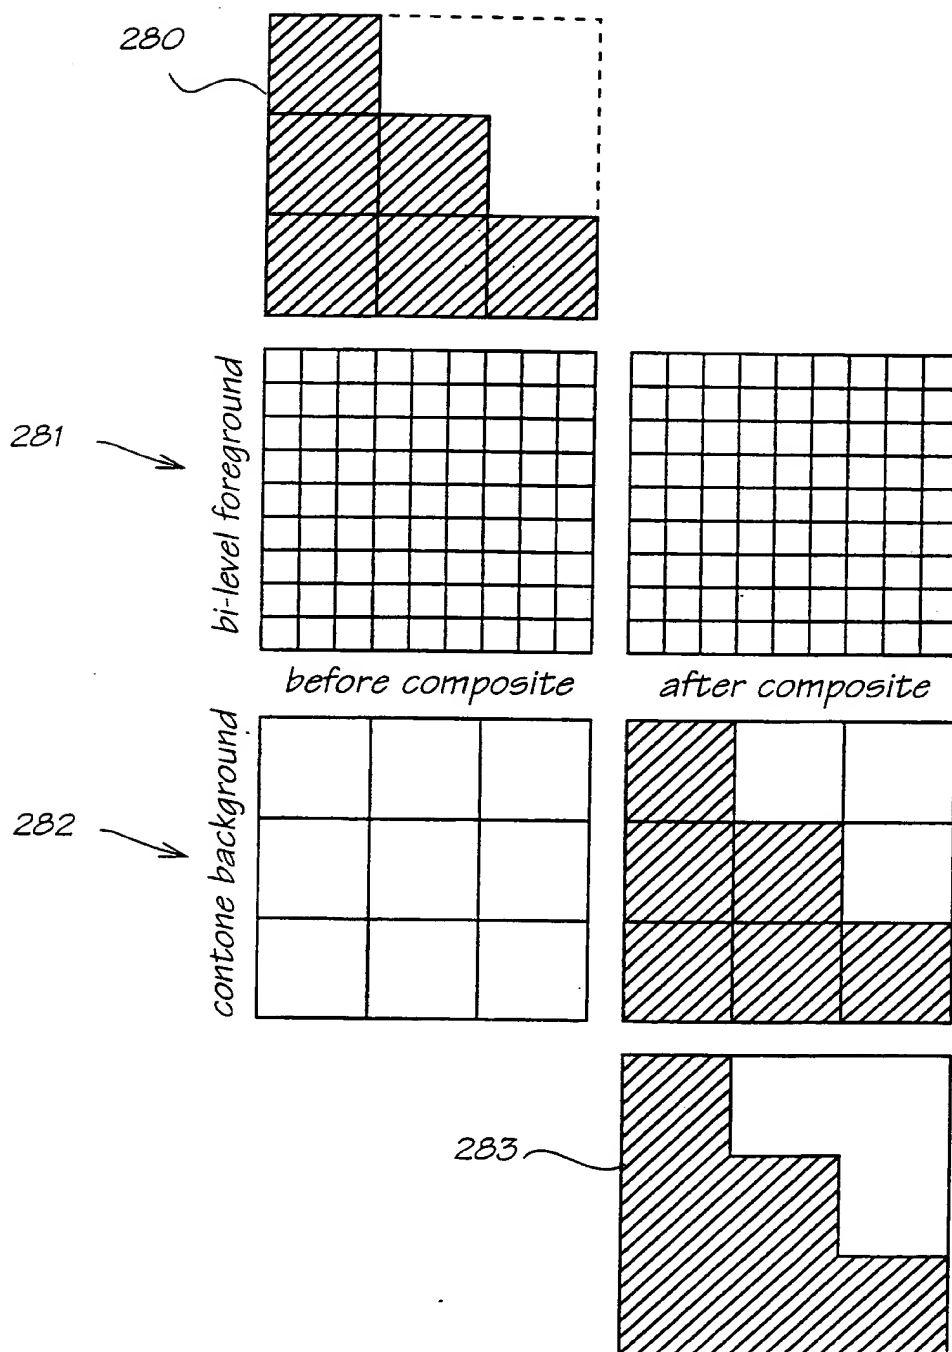 280
281
bi-level foreground
before composite
after composite
282
contone background
283